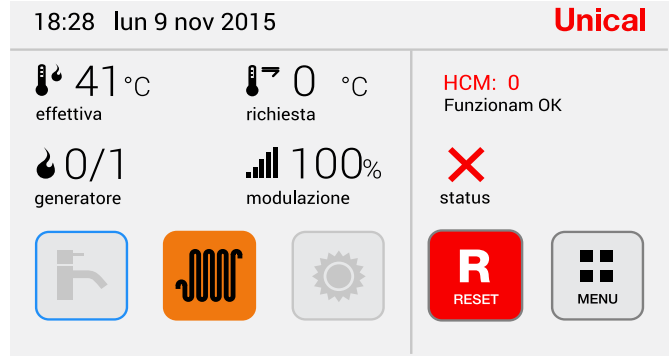 18:28 lun 9 nov 2015
Unical
41°C
effettiva
0 °C
richiesta
HCM: 0
Funzionam OK
0/1
generatore
100%
modulazione
status
R
RESET
MENU